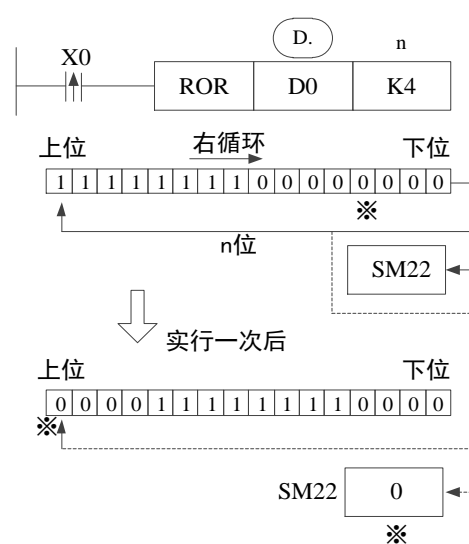 D.
n
X0
ROR D0 K4
上位 右循环 下位
1 1 1 1 1 1 1 1 0 0 0 0 0 0 0 0
※
n位
SM22
实行一次后
上位 下位
0 0 0 0 1 1 1 1 1 1 1 1 0 0 0 0
※
SM22 0
※